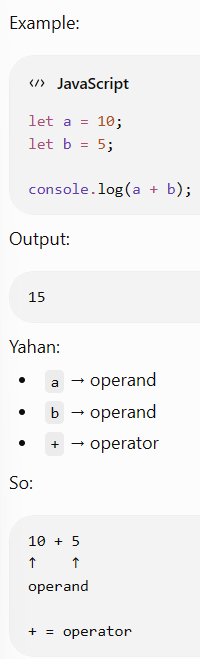 Example:
</> JavaScript
let a = 10;
let b = 5;
console.log(a + b);
Output:
15
Yahan:
• a → operand
• b → operand
• + → operator
So:
10 + 5
↑    ↑
operand
+ = operator